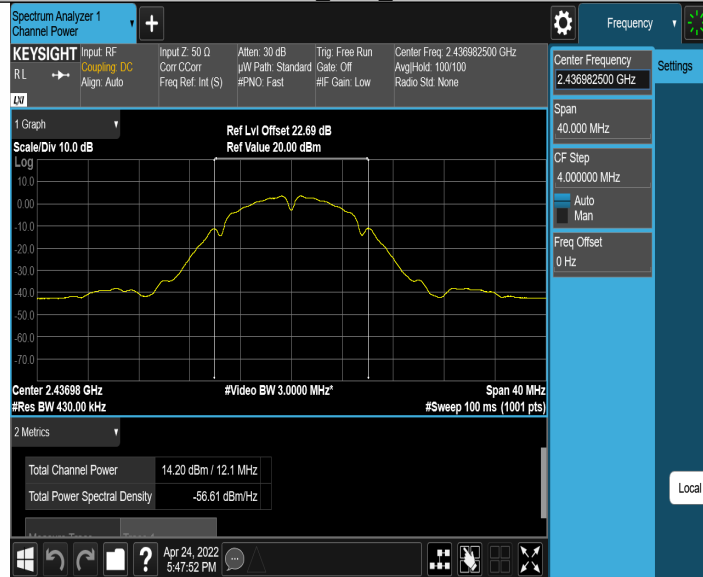 Spectrum Analyzer 1
Channel Power
+
Frequency
KEYSIGHT
RL
LXI
Input: RF
Coupling: DC
Align: Auto
Input Z: 50 Ω
Corr CCorr
Freq Ref: Int (S)
Atten: 30 dB
µW Path: Standard
#PNO: Fast
Trig: Free Run
Gate: Off
#IF Gain: Low
Center Freq: 2.436982500 GHz
Avg|Hold: 100/100
Radio Std: None
Center Frequency
2.436982500 GHz
Settings
Span
40.000 MHz
CF Step
4.000000 MHz
Auto
Man
Freq Offset
0 Hz
Local
1 Graph
Scale/Div 10.0 dB
Ref Lvl Offset 22.69 dB
Ref Value 20.00 dBm
Log
10.0
0.00
-10.0
-20.0
-30.0
-40.0
-50.0
-60.0
-70.0
Center 2.43698 GHz
#Res BW 430.00 kHz
#Video BW 3.0000 MHz*
Span 40 MHz
#Sweep 100 ms (1001 pts)
2 Metrics
Total Channel Power
14.20 dBm / 12.1 MHz
Total Power Spectral Density
-56.61 dBm/Hz
?
Apr 24, 2022
5:47:52 PM